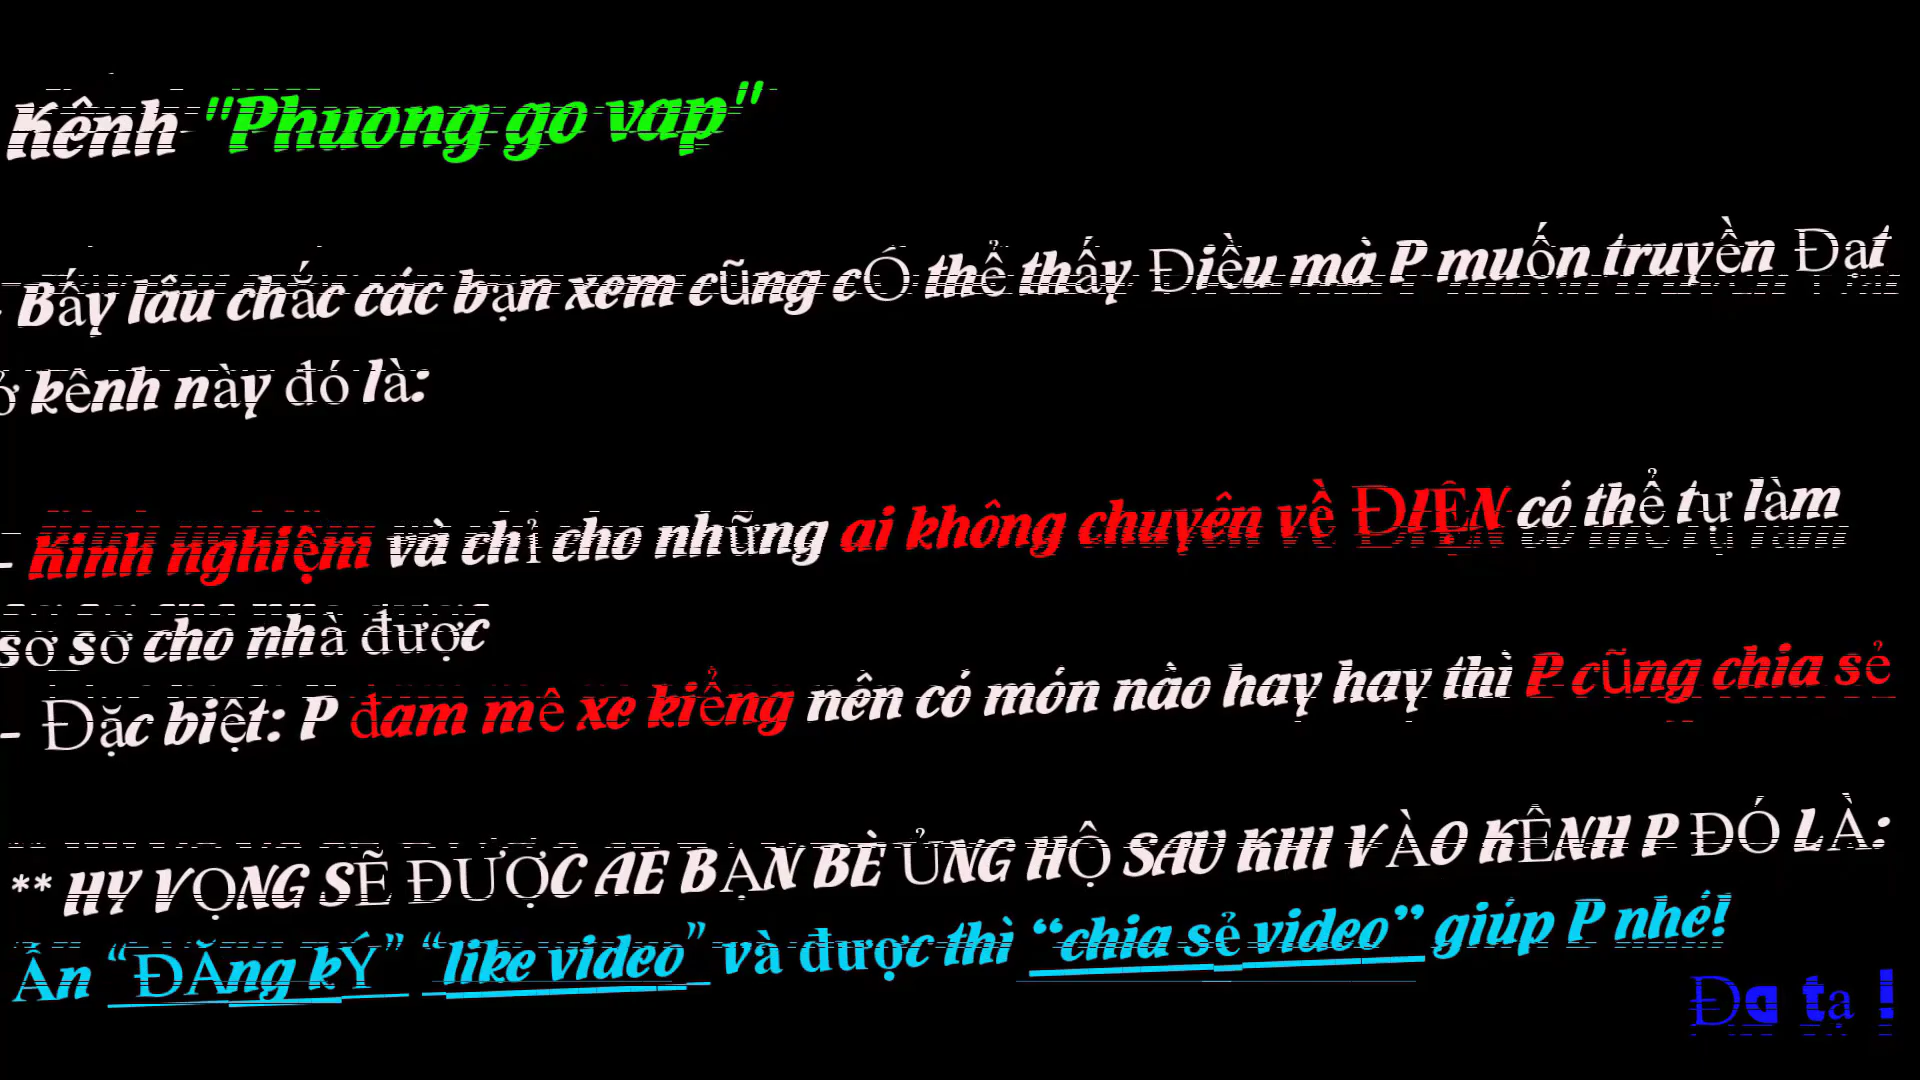 Kênh "Phuong go vap"
- Bấy lâu chắc các bạn xem cũng cÓ thể thấy Điều mà P muốn truyền Đạt
ở kênh này đó là:
- Kinh nghiệm và chỉ cho những ai không chuyên về ĐIỆN có thể tự làm
sơ sơ cho nhà được
- Đặc biệt: P đam mê xe kiểng nên có món nào hay hay thì P cũng chia sẻ
** HY VỌNG SẼ ĐƯỢC AE BẠN BÈ ỦNG HỘ SAU KHI VÀO KÊNH P ĐÓ LÀ:
Ấn “ĐĂng kÝ” “like video” và được thì “chia sẻ video” giúp P nhé!
Đa tạ !